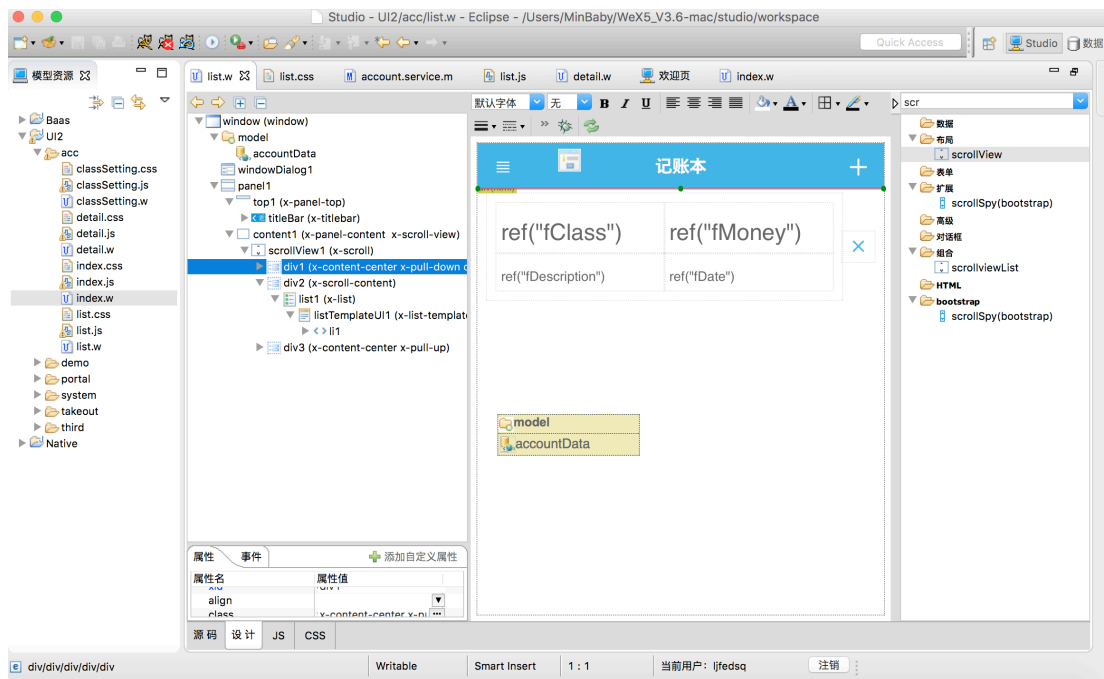 Studio - UI2/acc/list.w - Eclipse - /Users/MinBaby/WeX5_V3.6-mac/studio/workspace
Quick Access
Studio
数据
模型资源
list.w
list.css
account.service.m
list.js
detail.w
欢迎页
index.w
Baas
UI2
acc
classSetting.css
classSetting.js
classSetting.w
detail.css
detail.js
detail.w
index.css
index.js
index.w
list.css
list.js
list.w
demo
portal
system
takeout
third
Native
window (window)
model
accountData
windowDialog1
panel1
top1 (x-panel-top)
titleBar (x-titlebar)
content1 (x-panel-content x-scroll-view)
scrollView1 (x-scroll)
div1 (x-content-center x-pull-down c
div2 (x-scroll-content)
list1 (x-list)
listTemplateUl1 (x-list-template
li1
div3 (x-content-center x-pull-up)
属性
事件
添加自定义属性
属性名
属性值
xid
div1
align
class
x-content-center x-pu
源码
设计
JS
CSS
默认字体
无
B
I
U
A
记账本
ref("fClass")
ref("fMoney")
ref("fDescription")
ref("fDate")
model
accountData
scr
数据
布局
scrollView
表单
扩展
scrollSpy(bootstrap)
高级
对话框
组合
scrollviewList
HTML
bootstrap
scrollSpy(bootstrap)
div/div/div/div/div
Writable
Smart Insert
1 : 1
当前用户：ljfedsq
注销